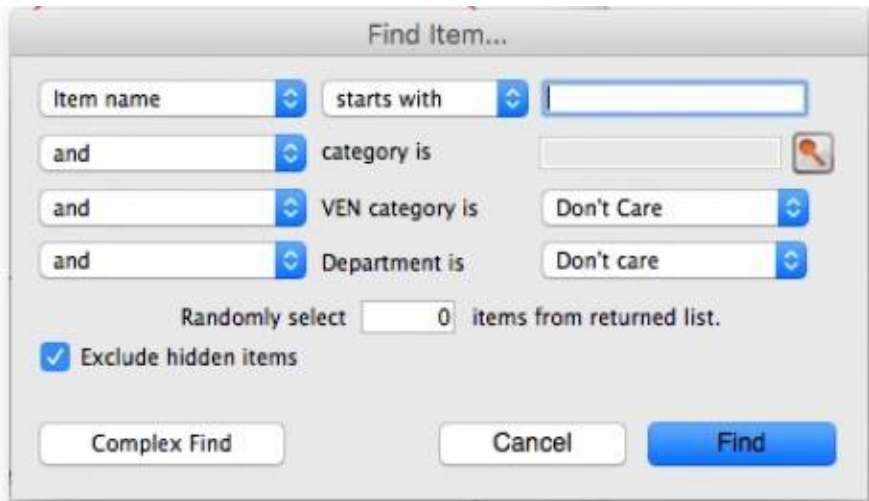 Find Item...
Item name starts with
and category is
and VEN category is Don't Care
and Department is Don't care
Randomly select 0 items from returned list.
Exclude hidden items
Complex Find Cancel Find